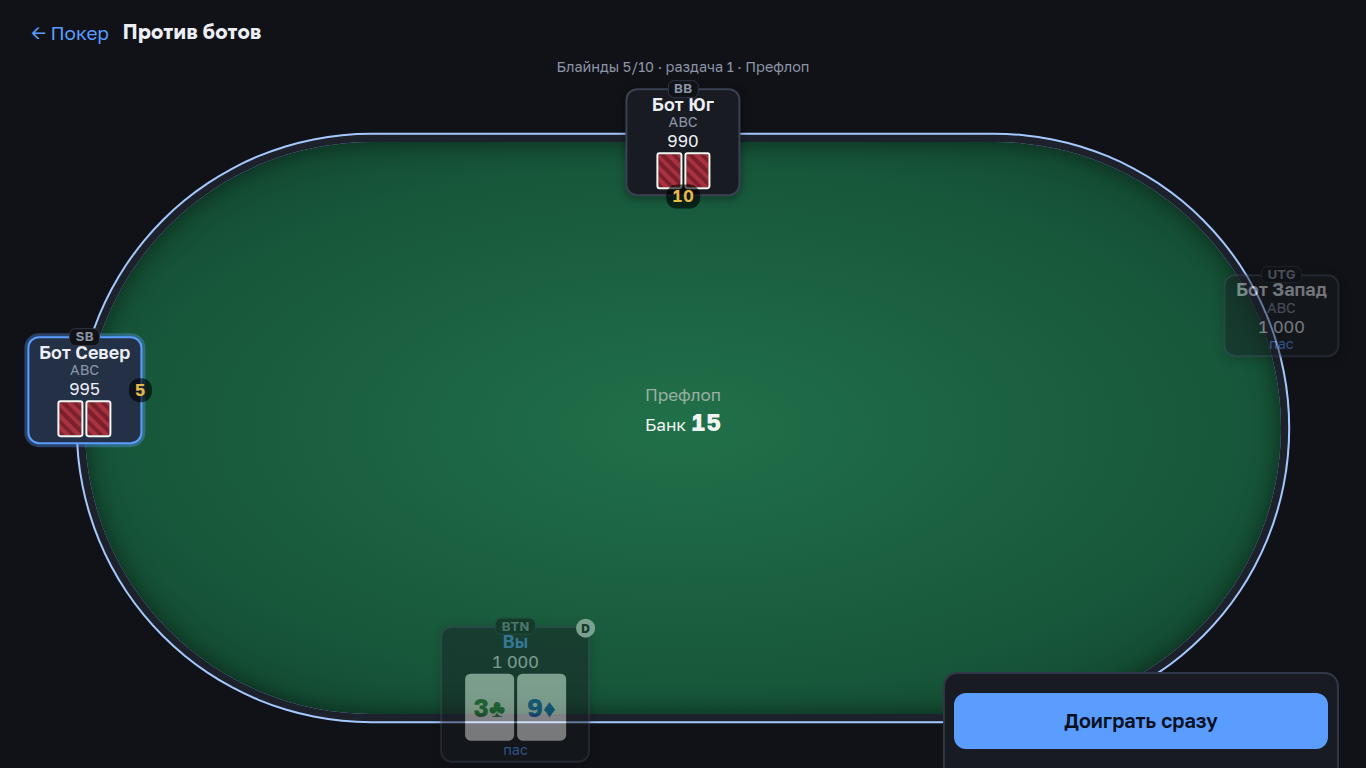 ← Покер Против ботов
Блайнды 5/10 · раздача 1 · Префлоп
BB
Бот Юг
ABC
990
10
UTG
Бот Запад
ABC
1 000
пас
SB
Бот Север
ABC
995
5
Префлоп
Банк 15
BTN
D
Вы
1 000
3♣ 9♦
пас
Доиграть сразу